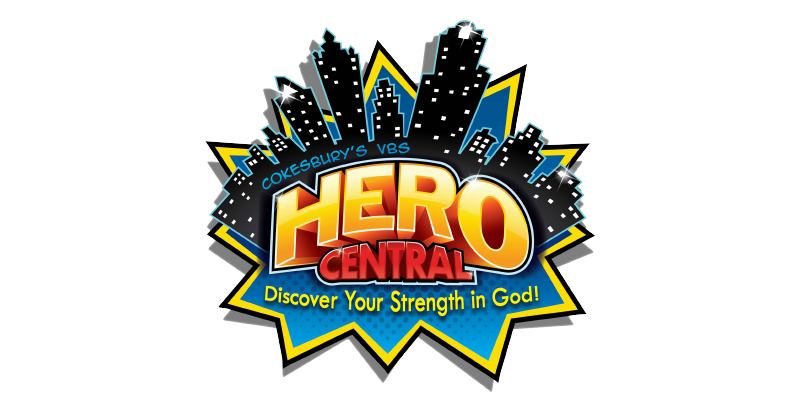 COKESBURY'S VBS
HERO
CENTRAL
Discover Your Strength in God!